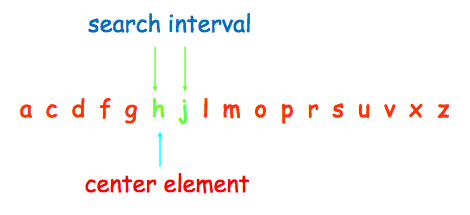 search interval
a c d f g h j l m o p r s u v x z
center element